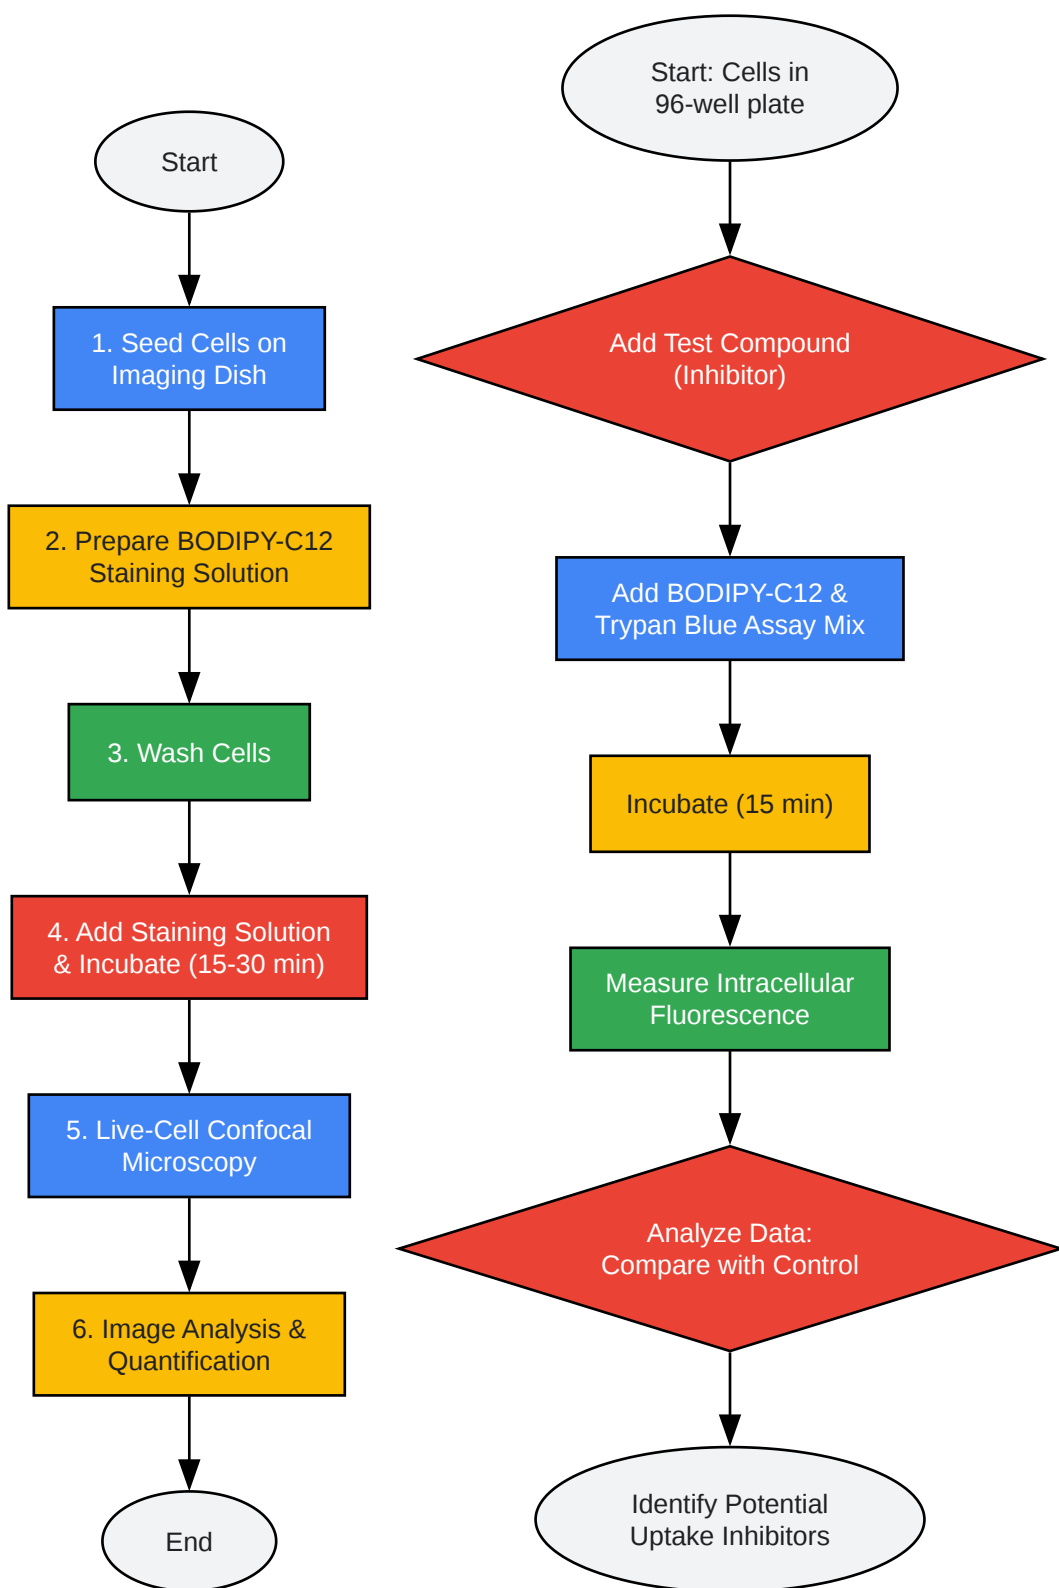 Start
1. Seed Cells on
Imaging Dish
2. Prepare BODIPY-C12
Staining Solution
3. Wash Cells
4. Add Staining Solution
& Incubate (15-30 min)
5. Live-Cell Confocal
Microscopy
6. Image Analysis &
Quantification
End
Start: Cells in
96-well plate
Add Test Compound
(Inhibitor)
Add BODIPY-C12 &
Trypan Blue Assay Mix
Incubate (15 min)
Measure Intracellular
Fluorescence
Analyze Data:
Compare with Control
Identify Potential
Uptake Inhibitors